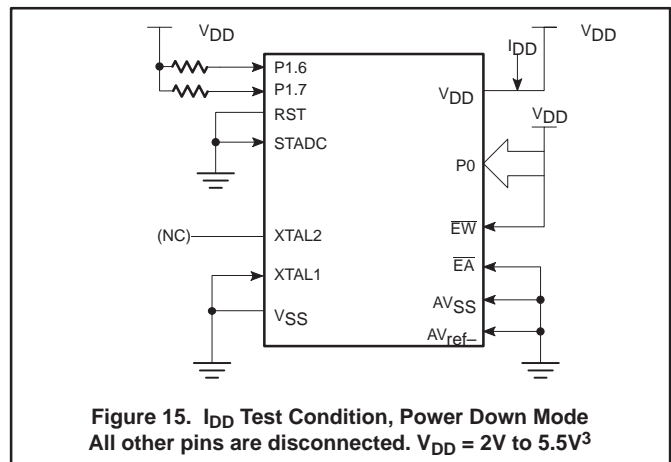 VDD
P1.6
P1.7
RST
STADC
(NC)
XTAL2
XTAL1
VSS
IDD
VDD
VDD
VDD
P0
EW
EA
AVSS
AVref–
Figure 15. IDD Test Condition, Power Down Mode
All other pins are disconnected. VDD = 2V to 5.5V3